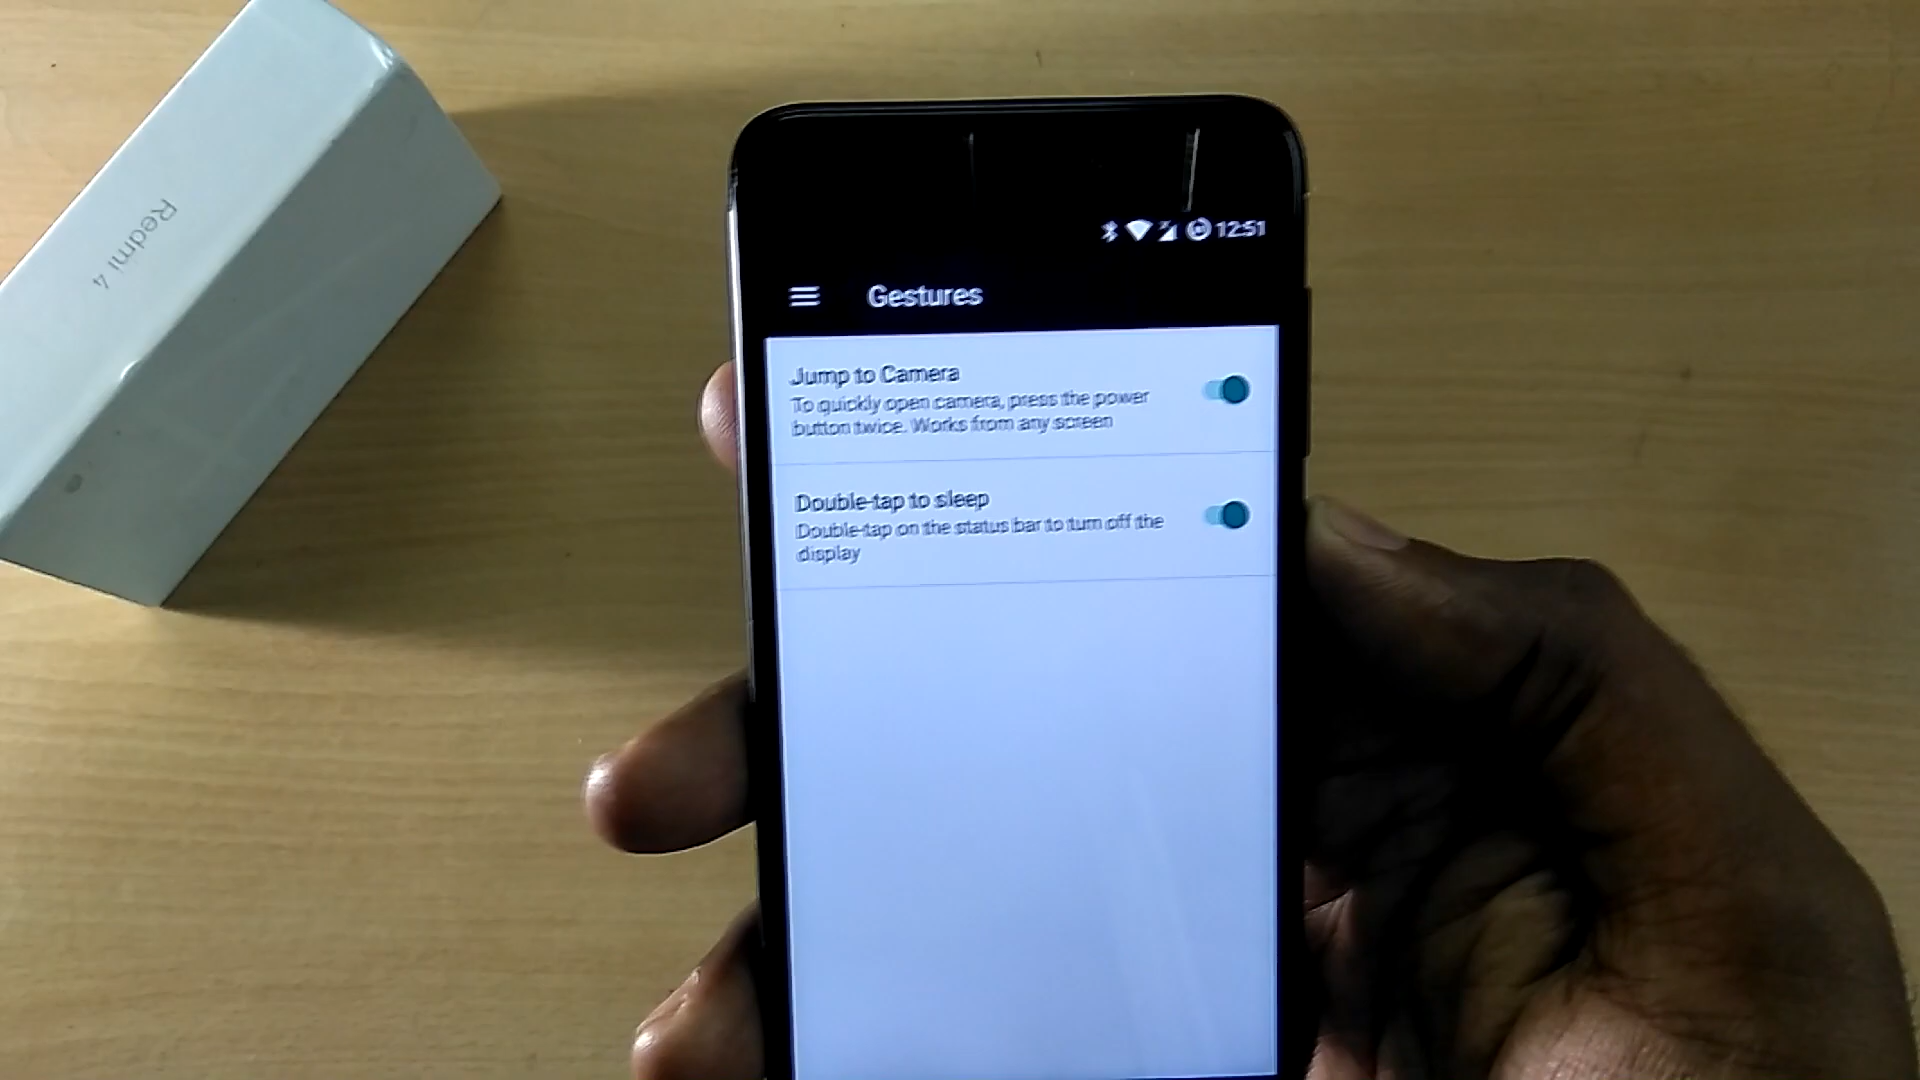 Redmi 4
12:51
Gestures
Jump to Camera
To quickly open camera, press the power
button twice. Works from any screen
Double-tap to sleep
Double-tap on the status bar to turn off the
display